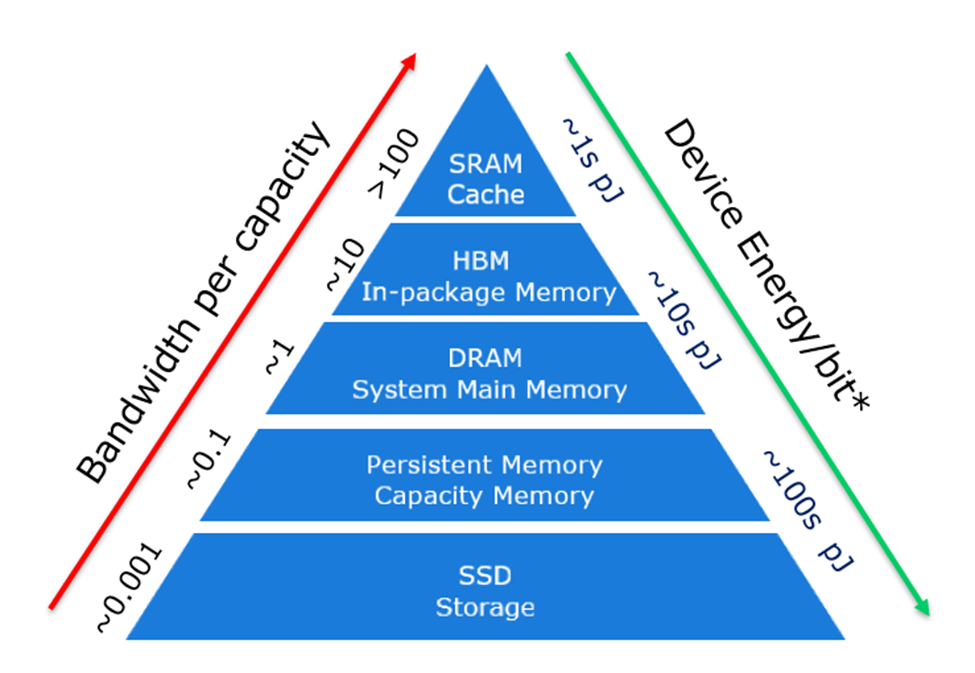 Bandwidth per capacity
>100
~10
~1
~0.1
~0.001
SRAM
Cache
HBM
In-package Memory
DRAM
System Main Memory
Persistent Memory
Capacity Memory
SSD
Storage
~1s pJ
~10s pJ
~100s pJ
Device Energy/bit*